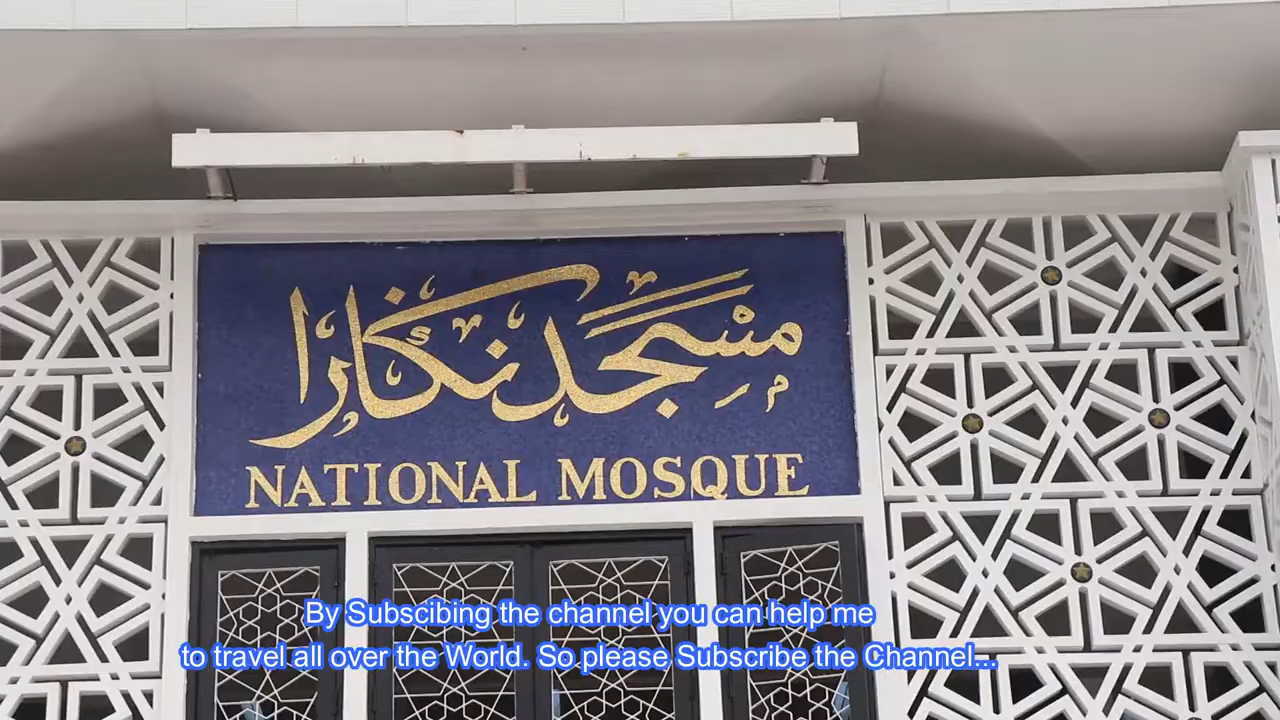 مسجد نݢارا
NATIONAL MOSQUE
By Subscibing the channel you can help me
to travel all over the World. So please Subscribe the Channel...